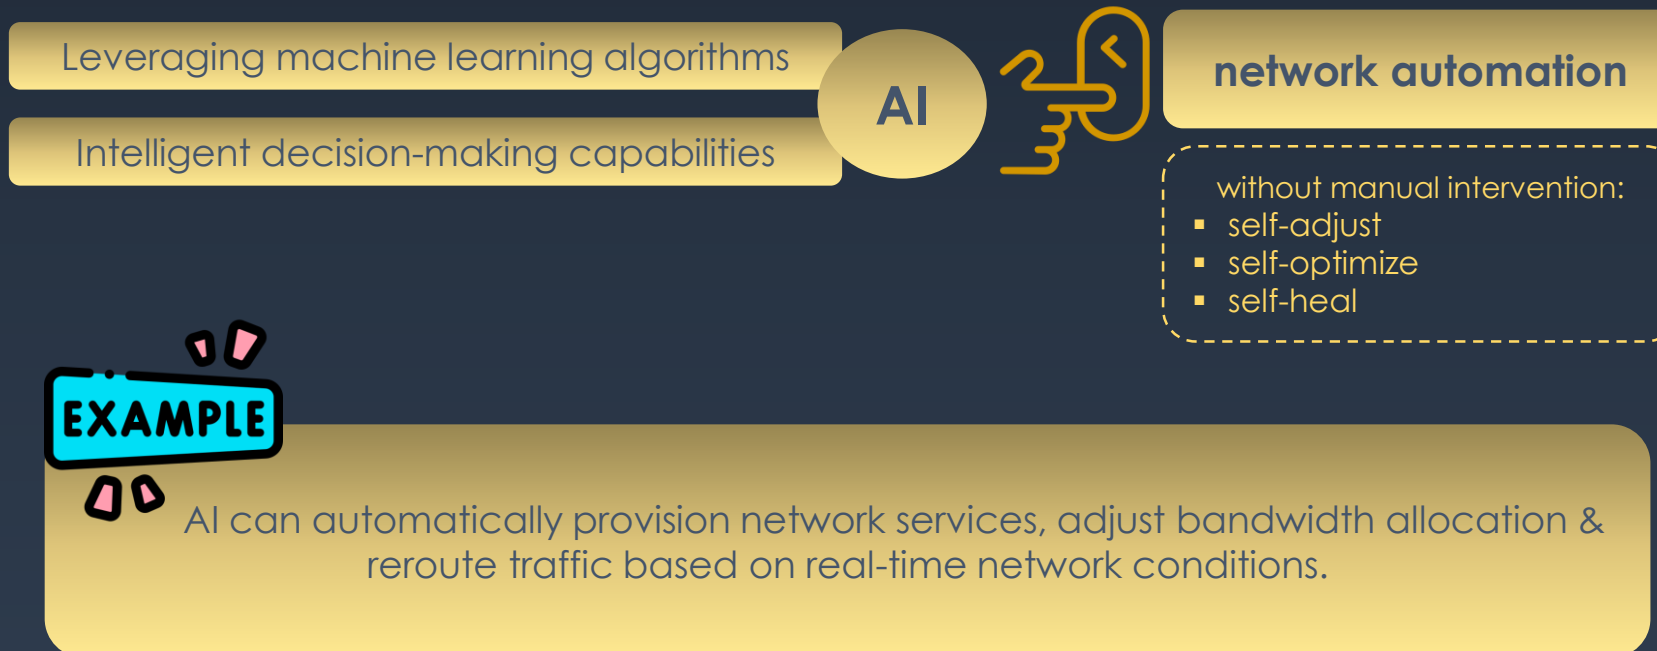 Leveraging machine learning algorithms
Intelligent decision-making capabilities
AI
network automation
without manual intervention:
▪ self-adjust
▪ self-optimize
▪ self-heal
EXAMPLE
AI can automatically provision network services, adjust bandwidth allocation &
reroute traffic based on real-time network conditions.